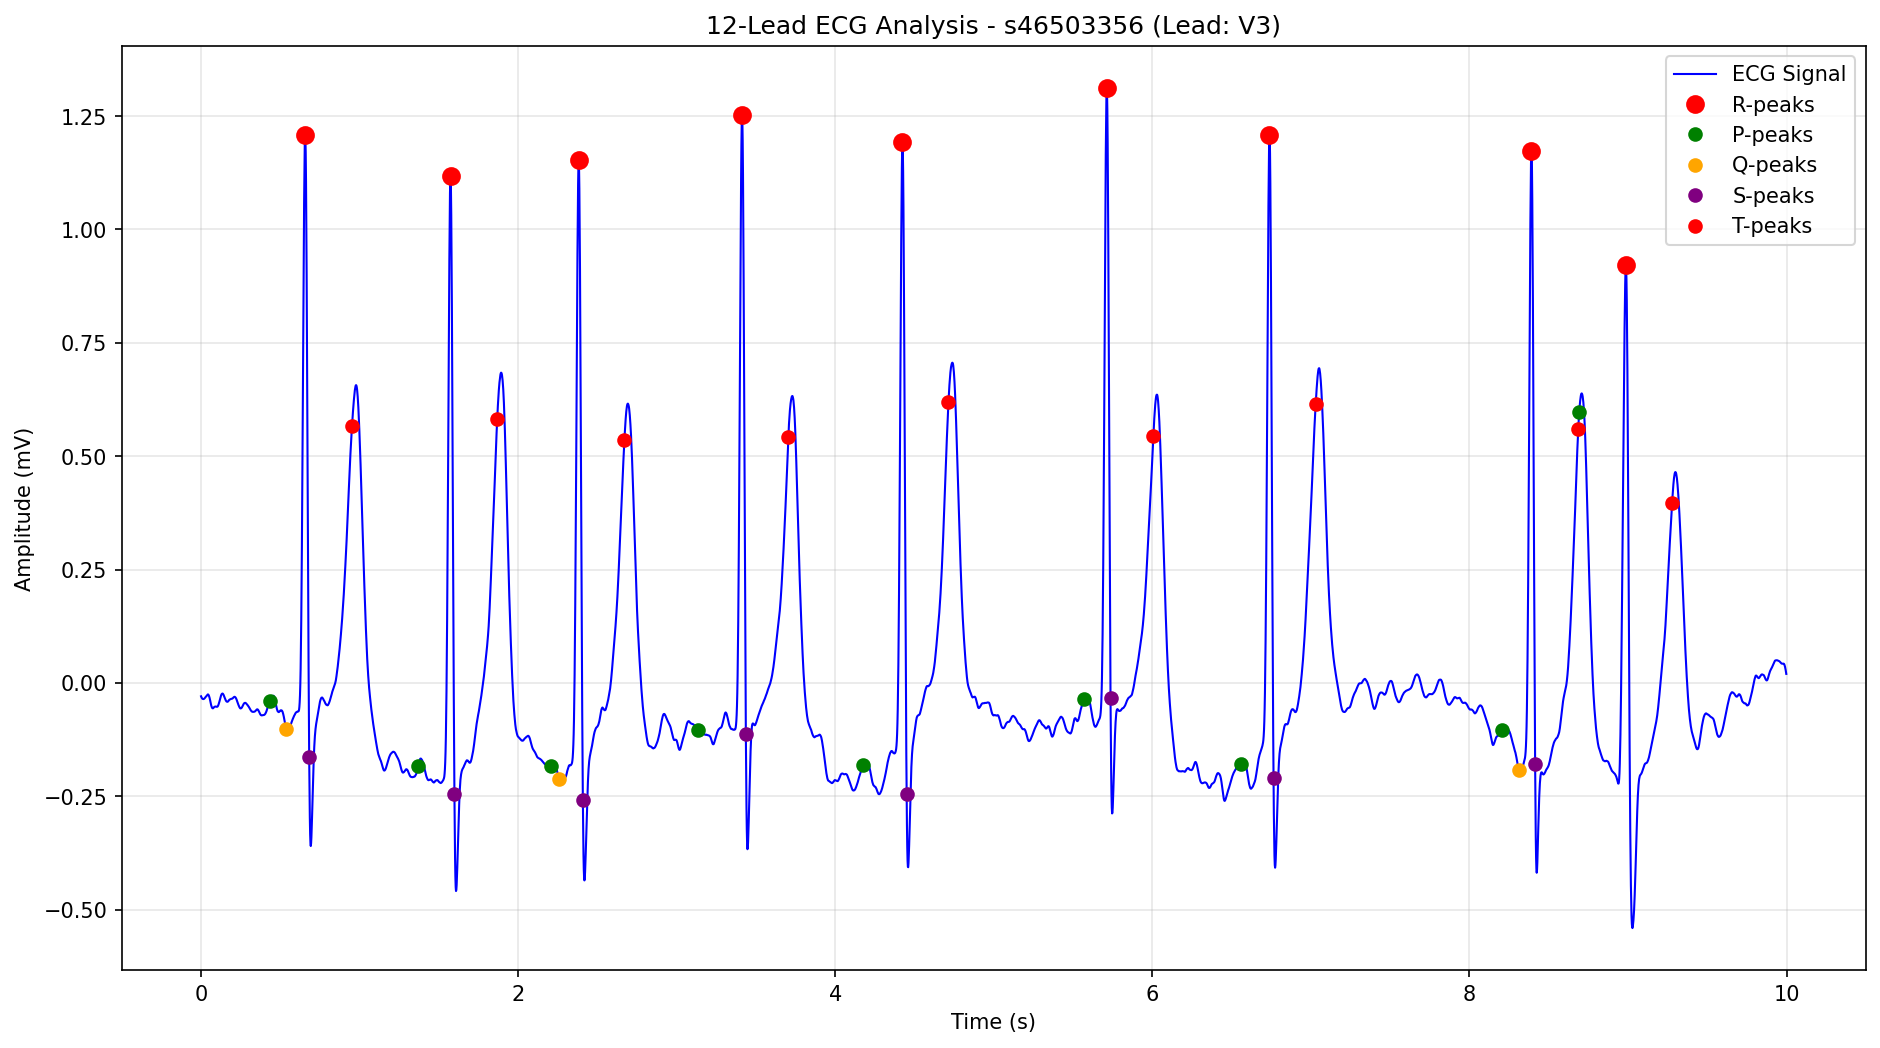 12-Lead ECG Analysis - s46503356 (Lead: V3)
ECG Signal
R-peaks
P-peaks
Q-peaks
S-peaks
T-peaks
Amplitude (mV)
1.25
1.00
0.75
0.50
0.25
0.00
−0.25
−0.50
0 2 4 6 8 10
Time (s)